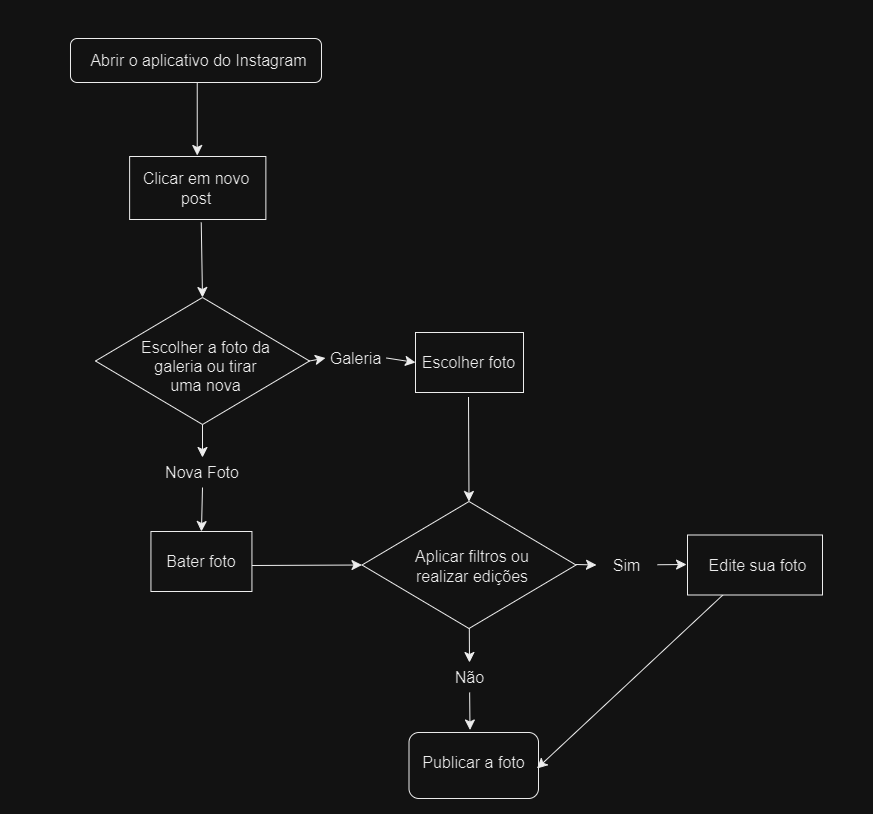 Abrir o aplicativo do Instagram
Clicar em novo
post
Escolher a foto da
galeria ou tirar
uma nova
Galeria
Escolher foto
Nova Foto
Bater foto
Aplicar filtros ou
realizar edições
Sim
Edite sua foto
Não
Publicar a foto